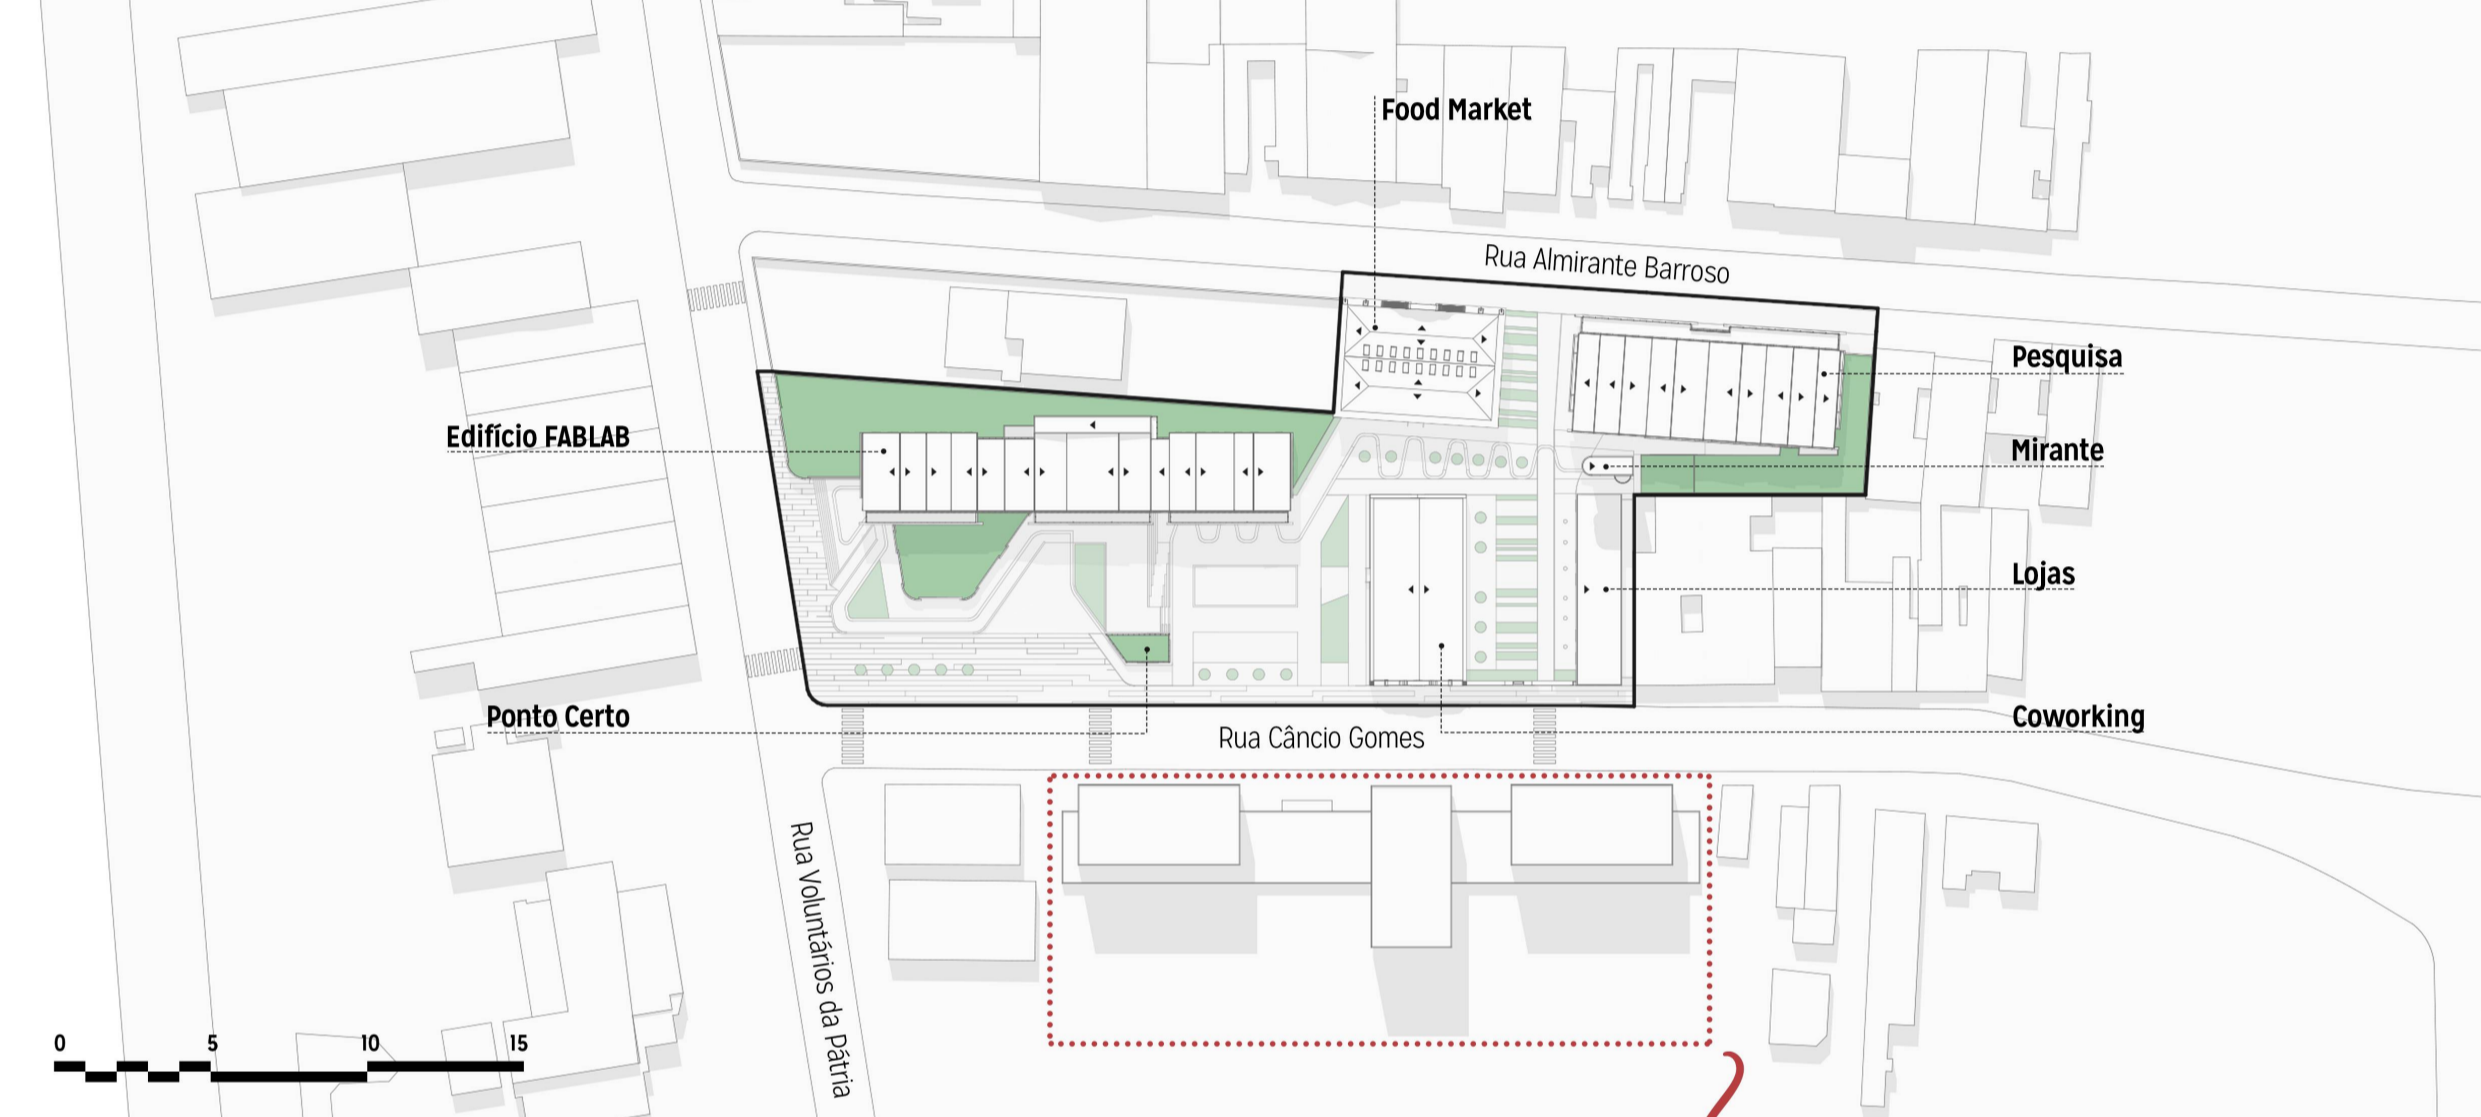 Food Market
Rua Almirante Barroso
Pesquisa
Edifício FABLAB
Mirante
Lojas
Ponto Certo
Coworking
Rua Câncio Gomes
Rua Voluntários da Pátria
0 5 10 15